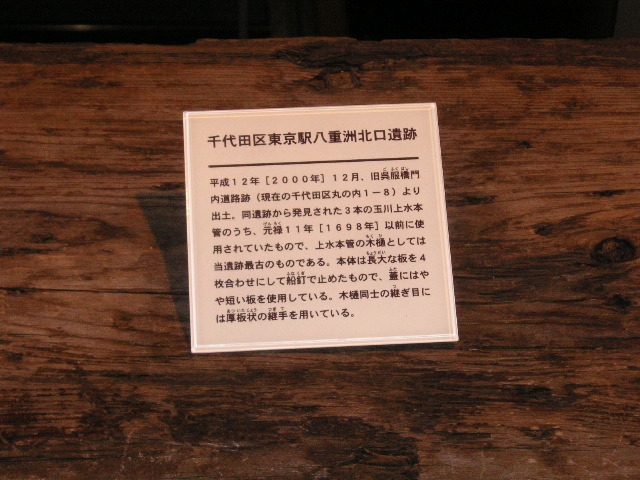 千代田区東京駅八重洲北口遺跡
平成12年［2000年］12月、旧呉服橋門
内道路跡（現在の千代田区丸の内1－8）より
出土。同遺跡から発見された3本の玉川上水本
管のうち、元禄11年［1698年］以前に使
用されていたもので、上水本管の木樋としては
当遺跡最古のものである。本体は長大な板を4
枚合わせにして船釘で止めたもので、蓋にはや
や短い板を使用している。木樋同士の継ぎ目に
は厚板状の継手を用いている。